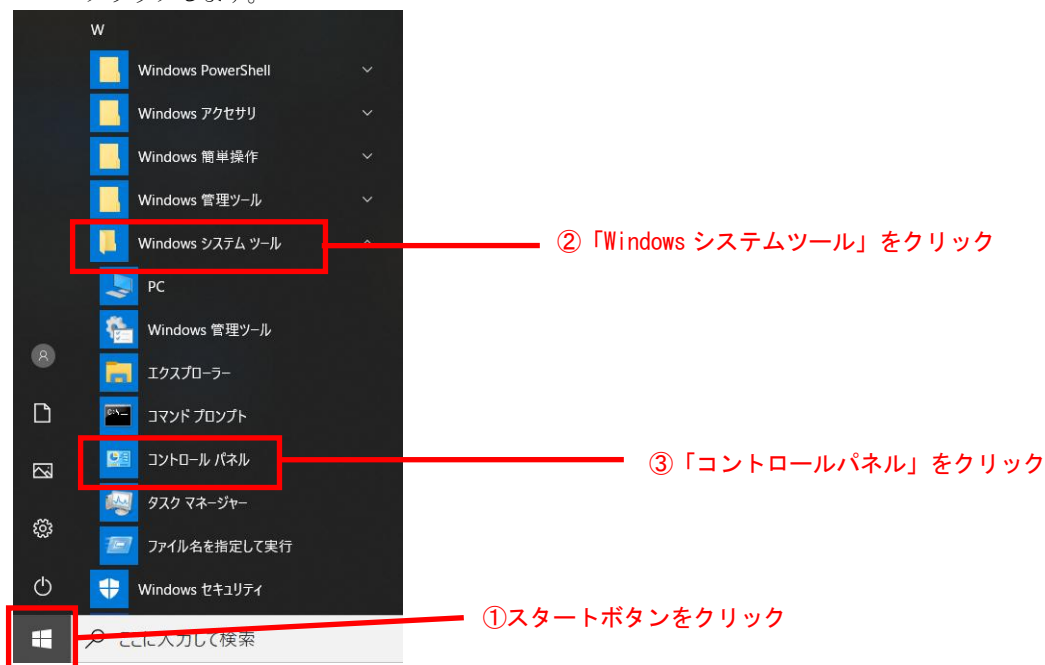 クリックします。
W
Windows PowerShell
Windows アクセサリ
Windows 簡単操作
Windows 管理ツール
Windows システム ツール
②「Windows システムツール」をクリック
PC
Windows 管理ツール
エクスプローラー
コマンド プロンプト
コントロール パネル
③「コントロールパネル」をクリック
タスク マネージャー
ファイル名を指定して実行
Windows セキュリティ
①スタートボタンをクリック
ここに入力して検索